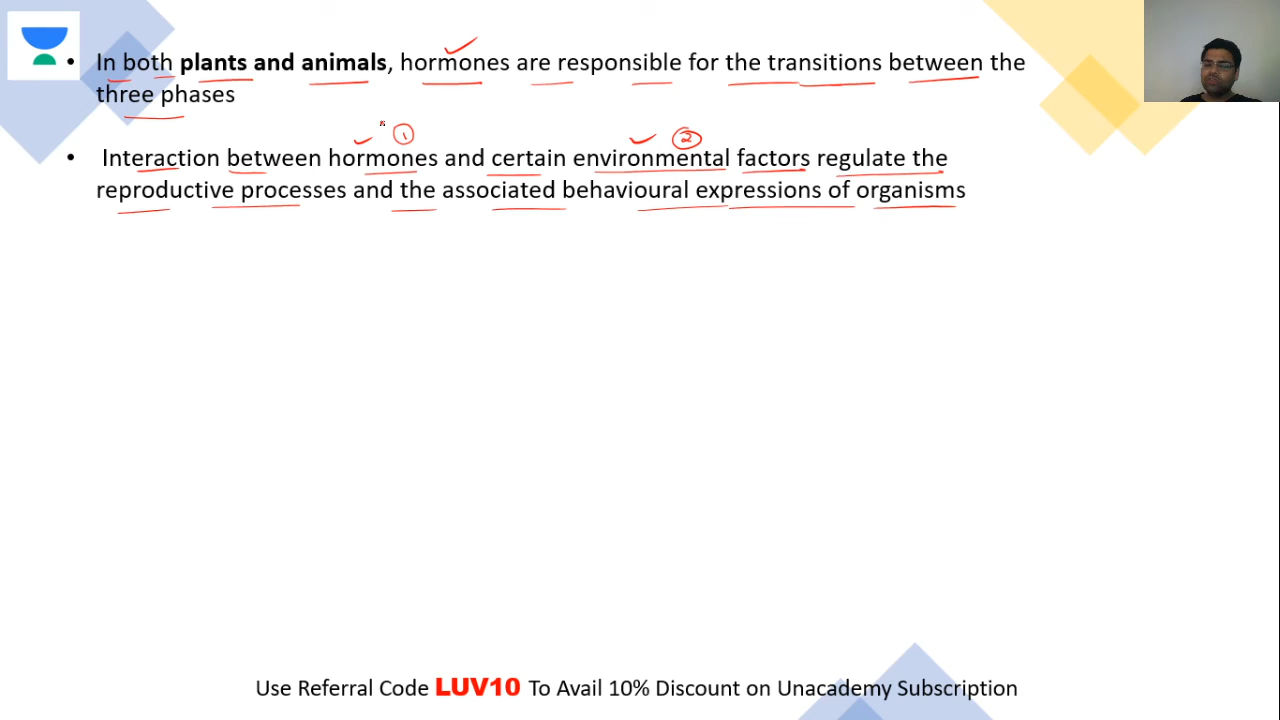 • In both plants and animals, hormones are responsible for the transitions between the
three phases
1 2
• Interaction between hormones and certain environmental factors regulate the
reproductive processes and the associated behavioural expressions of organisms
Use Referral Code LUV10 To Avail 10% Discount on Unacademy Subscription